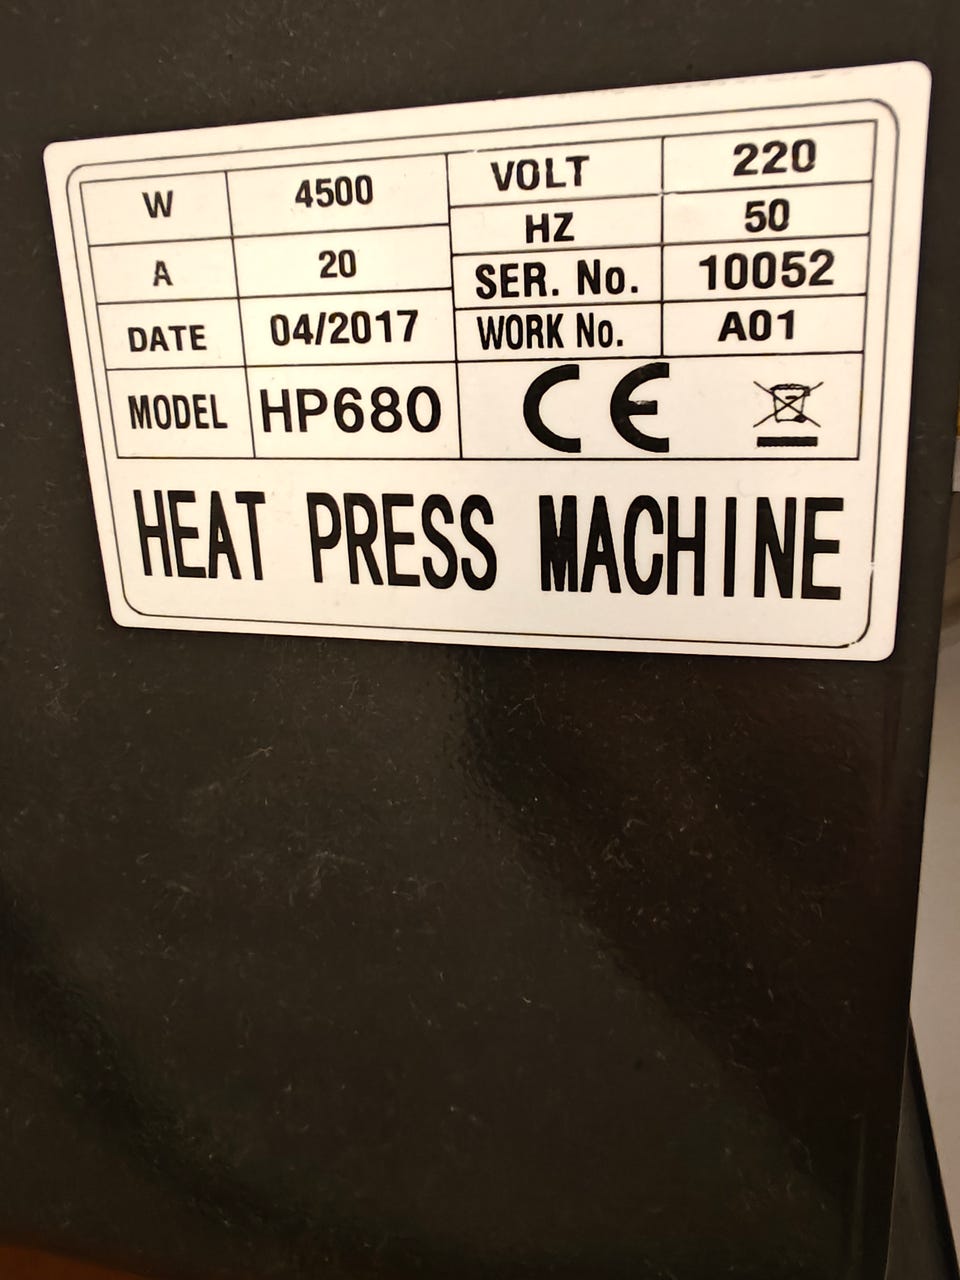 W 4500 VOLT 220
A 20 HZ 50
DATE 04/2017 SER. No. 10052
MODEL HP680 WORK No. A01
CE
HEAT PRESS MACHINE